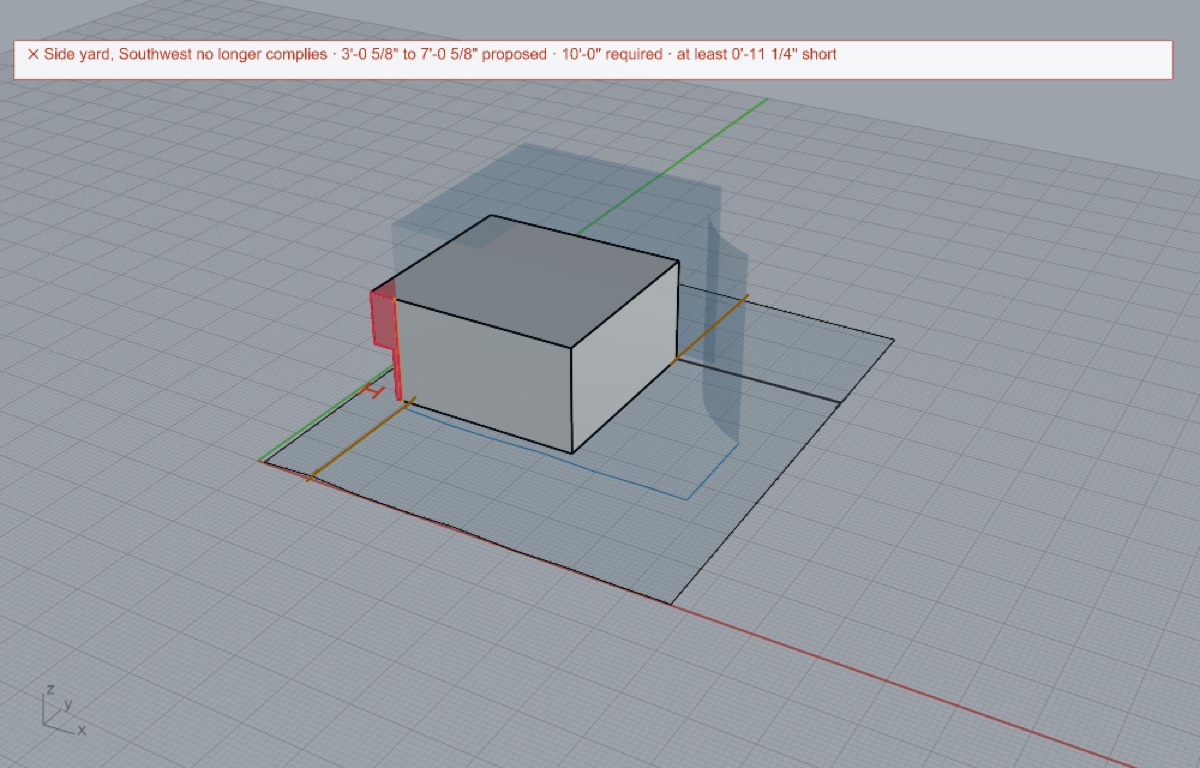 × Side yard, Southwest no longer complies · 3'-0 5/8" to 7'-0 5/8" proposed · 10'-0" required · at least 0'-11 1/4" short
z
y
x